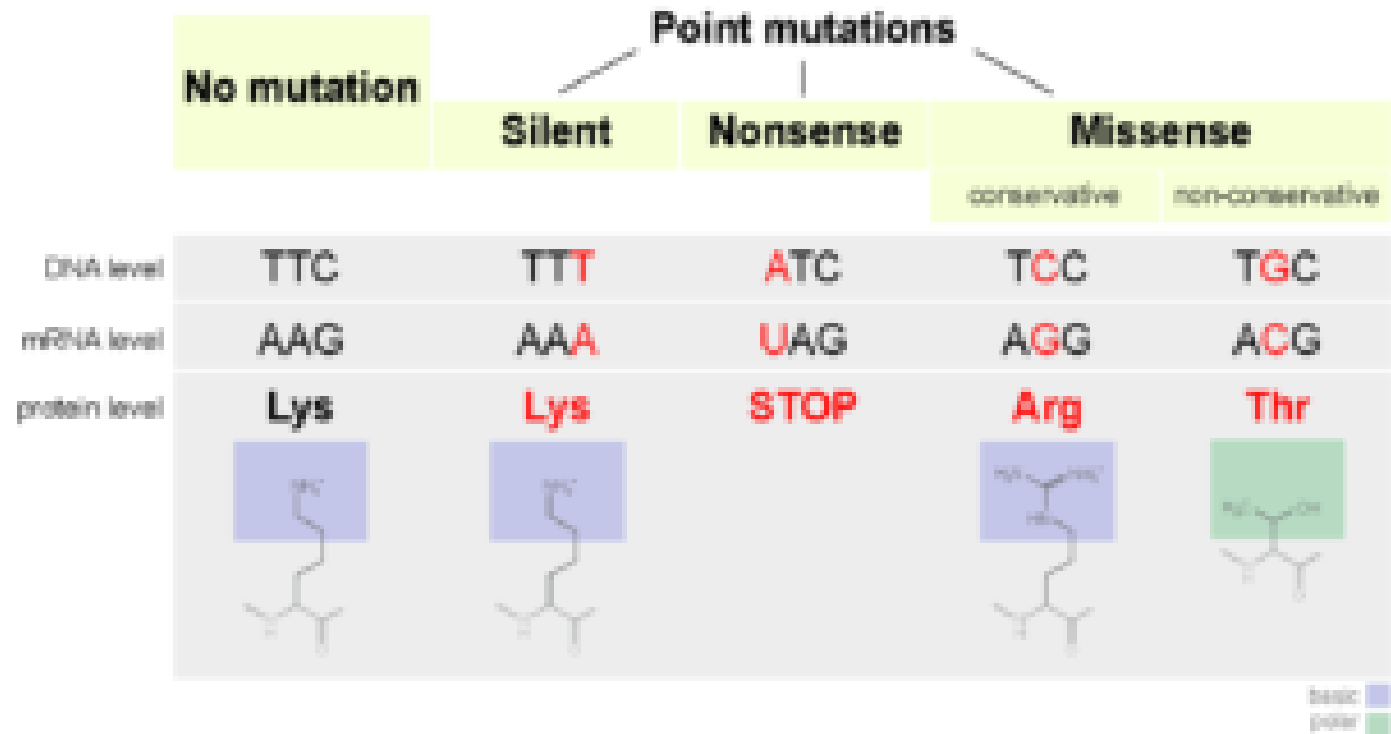 Point mutations
No mutation
Silent Nonsense Missense
conservative non-conservative
DNA level TTC TTT ATC TCC TGC
mRNA level AAG AAA UAG AGG ACG
protein level Lys Lys STOP Arg Thr
basic
polar